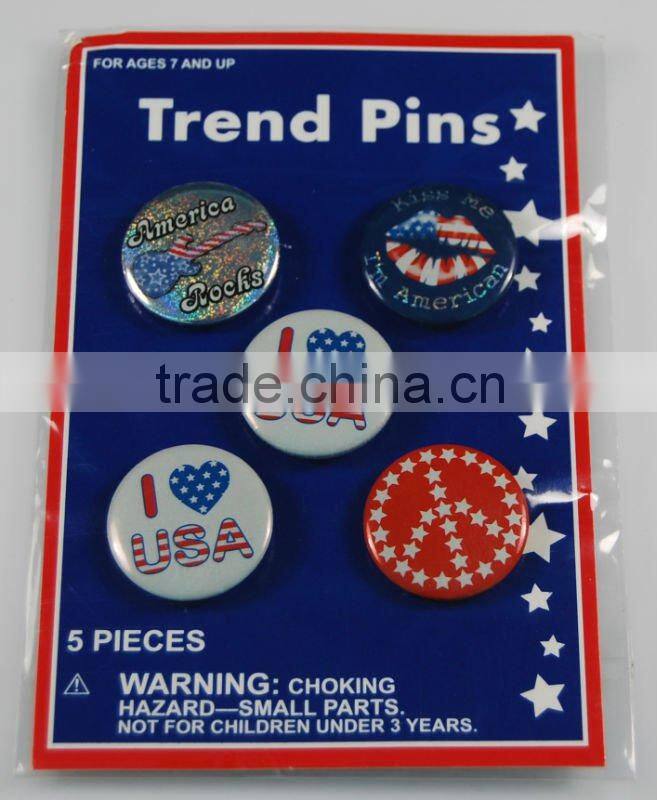 FOR AGES 7 AND UP
Trend Pins
America
Rocks
Kiss Me
I'm American
I
USA
trade.china.cn
I
USA
5 PIECES
WARNING: CHOKING
HAZARD—SMALL PARTS.
NOT FOR CHILDREN UNDER 3 YEARS.